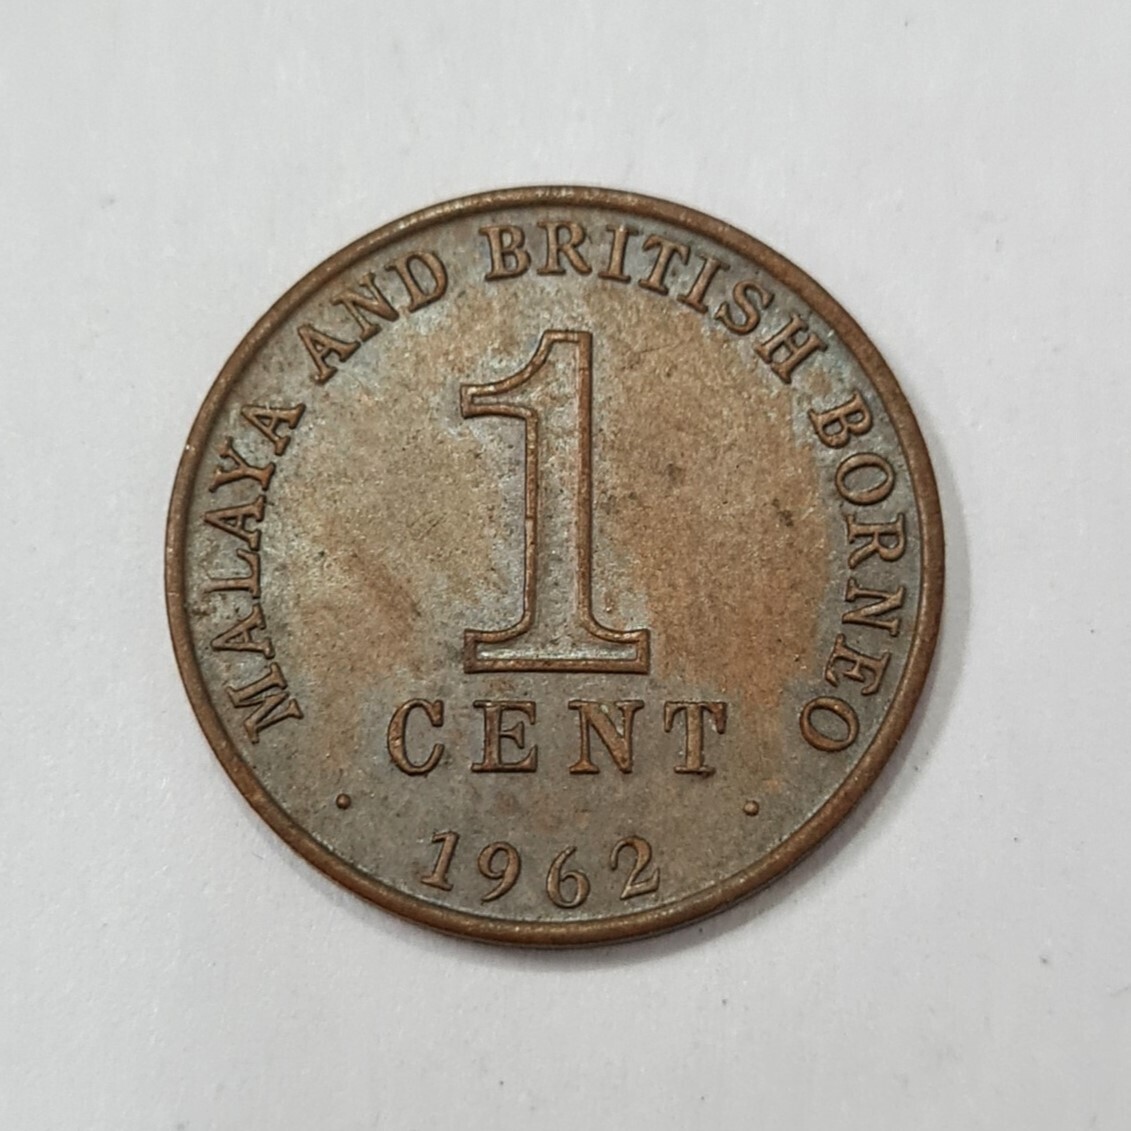 MALAYA AND BRITISH BORNEO
1
CENT
1962